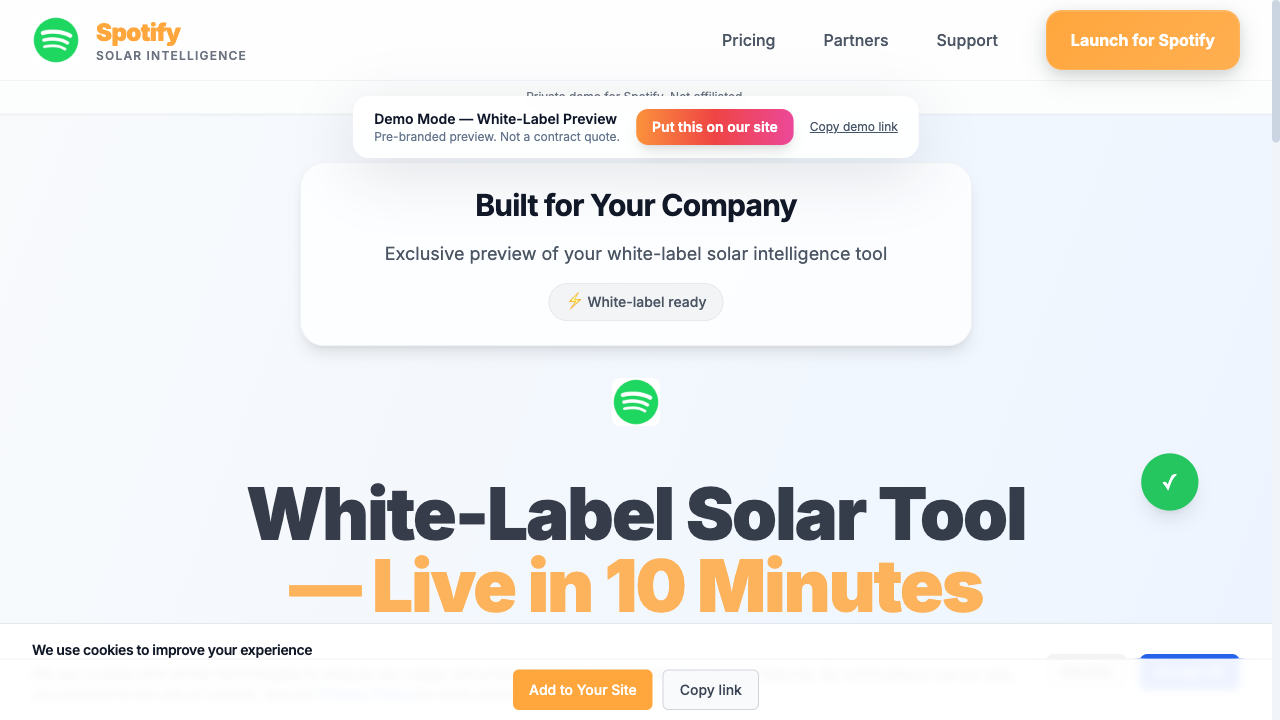 Spotify
SOLAR INTELLIGENCE
Pricing
Partners
Support
Launch for Spotify
Private demo for Spotify. Not affiliated
Demo Mode — White-Label Preview
Pre-branded preview. Not a contract quote.
Put this on our site
Copy demo link
Built for Your Company
Exclusive preview of your white-label solar intelligence tool
⚡ White-label ready
White-Label Solar Tool
— Live in 10 Minutes
We use cookies to improve your experience
Add to Your Site
Copy link